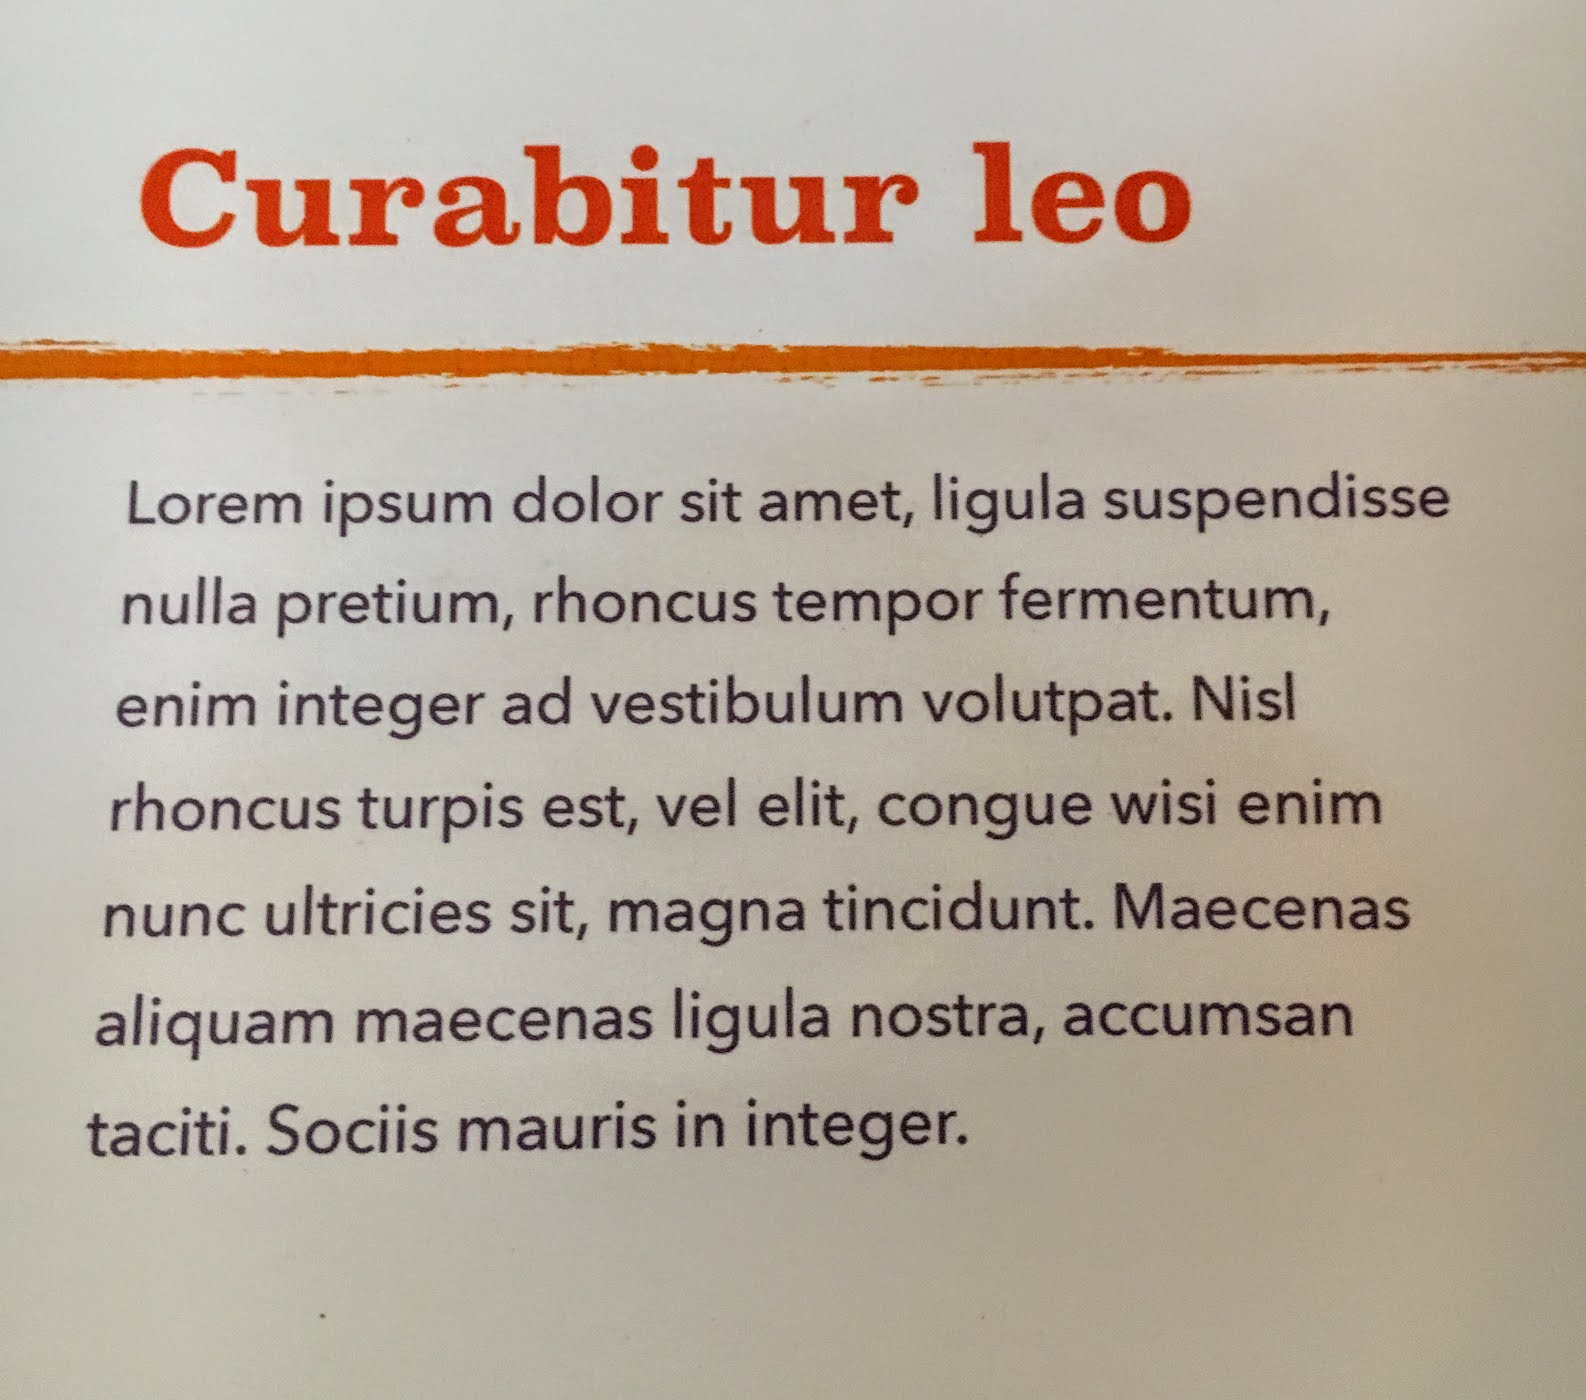 Curabitur leo
Lorem ipsum dolor sit amet, ligula suspendisse
nulla pretium, rhoncus tempor fermentum,
enim integer ad vestibulum volutpat. Nisl
rhoncus turpis est, vel elit, congue wisi enim
nunc ultricies sit, magna tincidunt. Maecenas
aliquam maecenas ligula nostra, accumsan
taciti. Sociis mauris in integer.